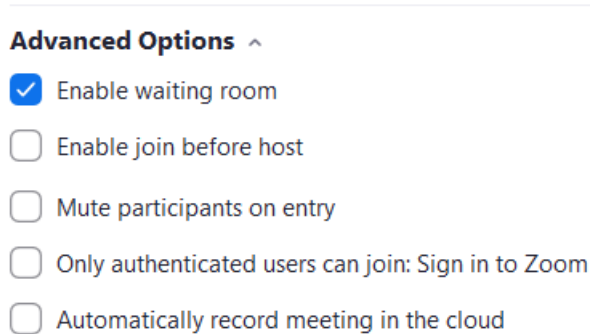 Advanced Options
Enable waiting room
Enable join before host
Mute participants on entry
Only authenticated users can join: Sign in to Zoom
Automatically record meeting in the cloud